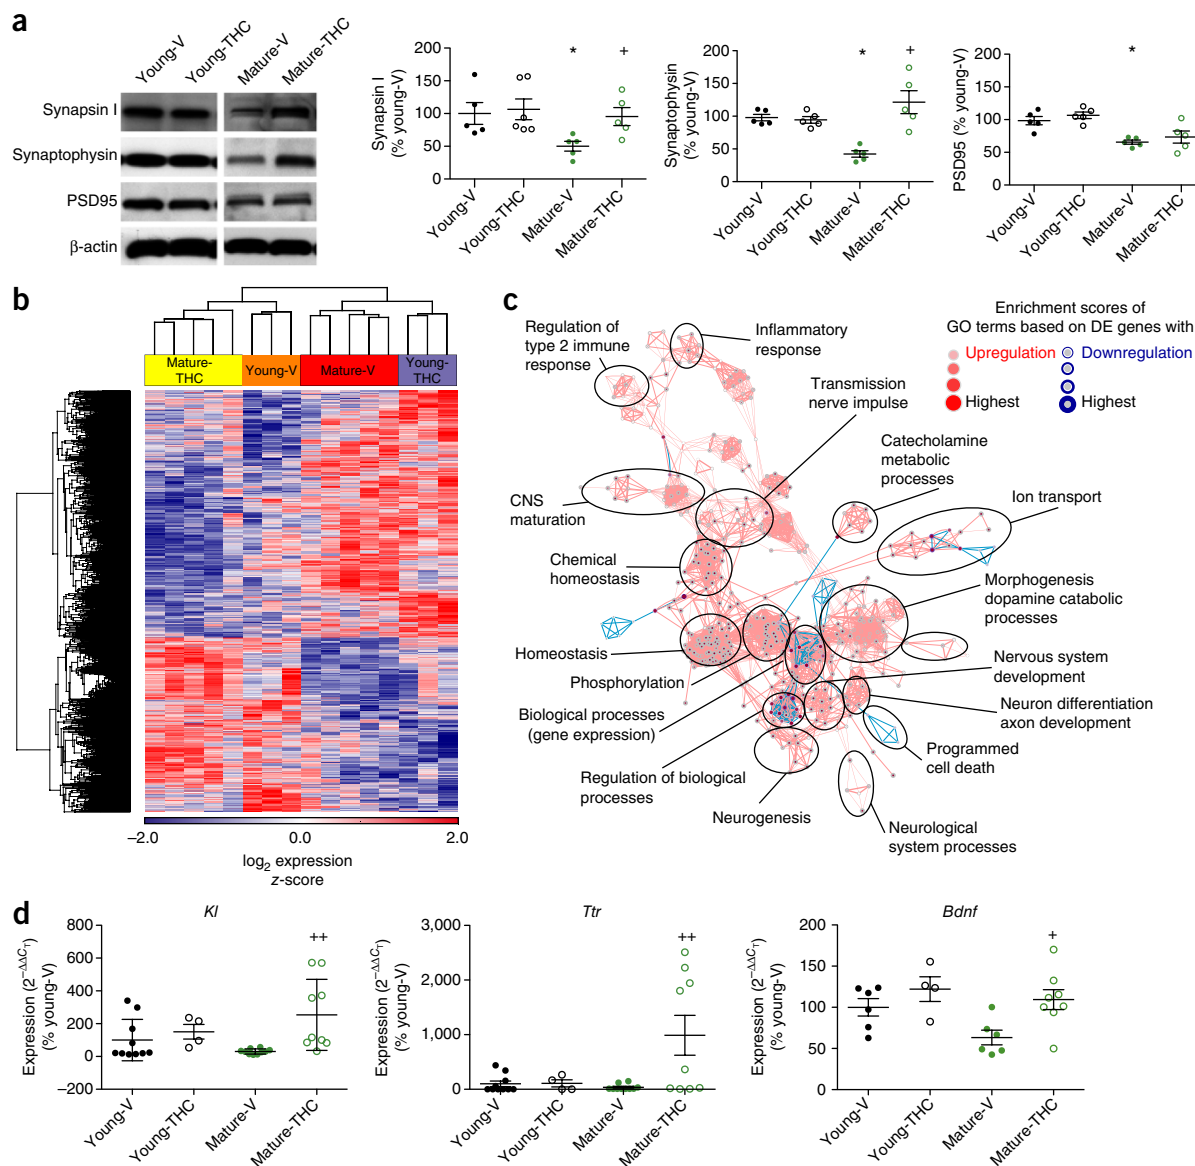 a
Young-V
Young-THC
Mature-V
Mature-THC
Synapsin I
Synaptophysin
PSD95
β-actin
Synapsin I
(% young-V)
200
150
100
50
0
*
+
Young-V
Young-THC
Mature-V
Mature-THC
Synaptophysin
(% young-V)
200
150
100
50
0
*
+
Young-V
Young-THC
Mature-V
Mature-THC
PSD95 (% young-V)
200
150
100
50
0
*
Young-V
Young-THC
Mature-V
Mature-THC
b
Mature-
THC
Young-V
Mature-V
Young-
THC
–2.0
0.0
2.0
log2 expression
z-score
c
Enrichment scores of
GO terms based on DE genes with
Upregulation
Downregulation
Highest
Highest
Regulation of
type 2 immune
response
Inflammatory
response
Transmission
nerve impulse
Catecholamine
metabolic
processes
Ion transport
CNS
maturation
Chemical
homeostasis
Morphogenesis
dopamine catabolic
processes
Homeostasis
Phosphorylation
Nervous system
development
Biological processes
(gene expression)
Neuron differentiation
axon development
Regulation of biological
processes
Programmed
cell death
Neurogenesis
Neurological
system processes
d
Kl
Expression (2−ΔΔCT)
(% young-V)
800
600
400
200
0
−200
++
Young-V
Young-THC
Mature-V
Mature-THC
Ttr
Expression (2−ΔΔCT)
(% young-V)
3,000
2,000
1,000
0
++
Young-V
Young-THC
Mature-V
Mature-THC
Bdnf
Expression (2−ΔΔCT)
(% young-V)
200
150
100
50
0
+
Young-V
Young-THC
Mature-V
Mature-THC